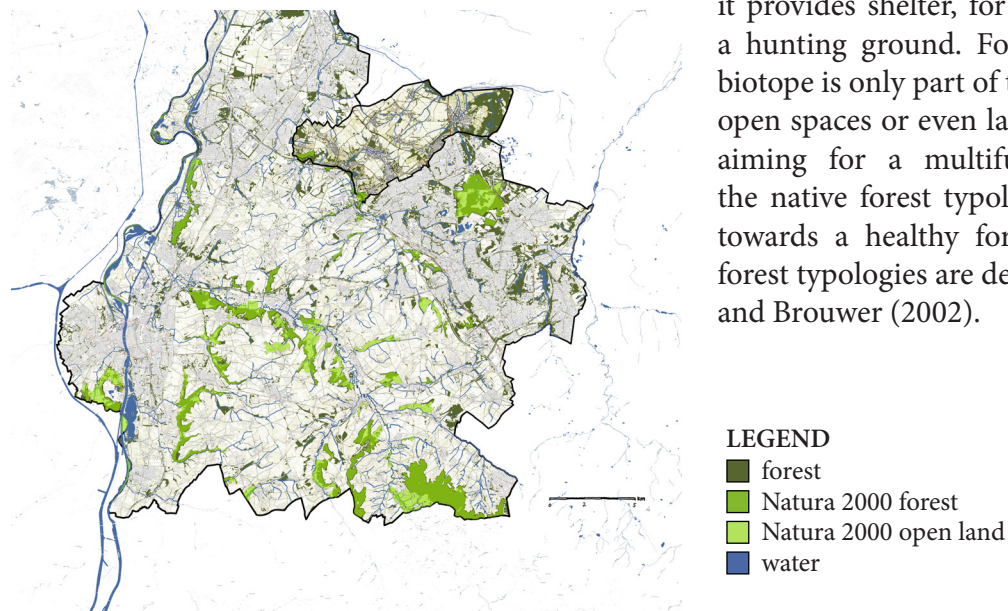 it provides shelter, for
a hunting ground. Fo
biotope is only part of t
open spaces or even la
aiming for a multifu
the native forest typol
towards a healthy for
forest typologies are de
and Brouwer (2002).
LEGEND
forest
Natura 2000 forest
Natura 2000 open land
water
km